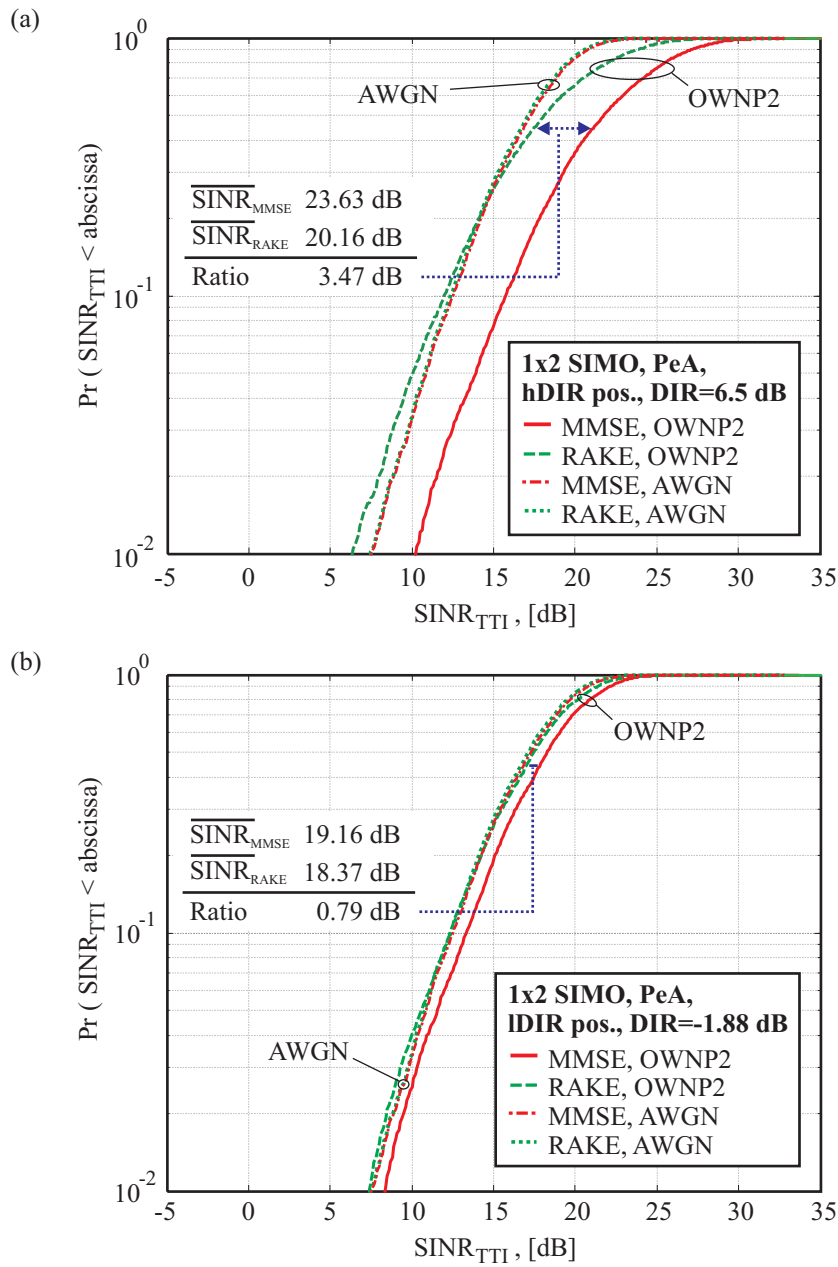 (a)
10^0
AWGN
OWNP2
SINR_MMSE 23.63 dB
SINR_RAKE 20.16 dB
Ratio 3.47 dB
10^-1
Pr ( SINR_TTI < abscissa)
1x2 SIMO, PeA,
hDIR pos., DIR=6.5 dB
MMSE, OWNP2
RAKE, OWNP2
MMSE, AWGN
RAKE, AWGN
10^-2
-5 0 5 10 15 20 25 30 35
SINR_TTI , [dB]
(b)
10^0
OWNP2
SINR_MMSE 19.16 dB
SINR_RAKE 18.37 dB
Ratio 0.79 dB
10^-1
Pr ( SINR_TTI < abscissa)
AWGN
1x2 SIMO, PeA,
lDIR pos., DIR=-1.88 dB
MMSE, OWNP2
RAKE, OWNP2
MMSE, AWGN
RAKE, AWGN
10^-2
-5 0 5 10 15 20 25 30 35
SINR_TTI , [dB]